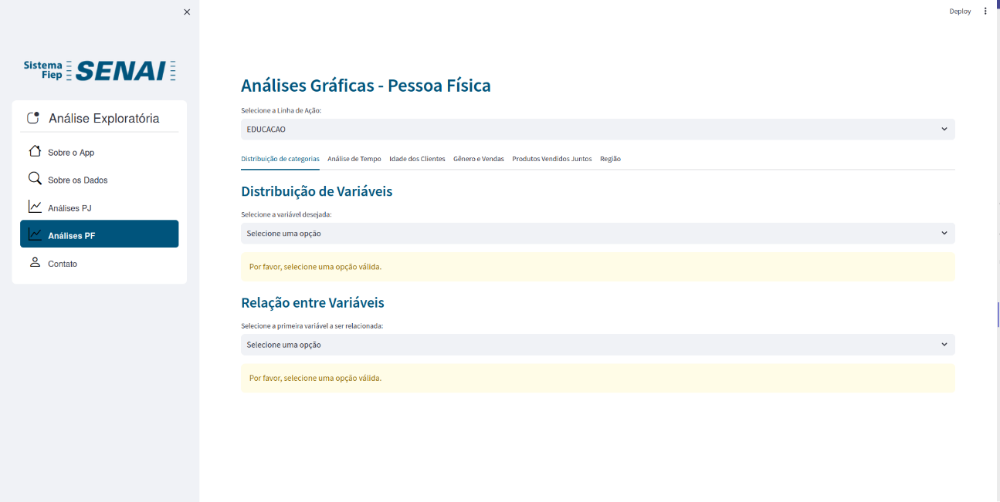 Deploy
Sistema
Fiep
SENAI
Análise Exploratória
Sobre o App
Sobre os Dados
Análises PJ
Análises PF
Contato
Análises Gráficas - Pessoa Física
Selecione a Linha de Ação:
EDUCACAO
Distribuição de categorias Análise de Tempo Idade dos Clientes Gênero e Vendas Produtos Vendidos Juntos Região
Distribuição de Variáveis
Selecione a variável desejada:
Selecione uma opção
Por favor, selecione uma opção válida.
Relação entre Variáveis
Selecione a primeira variável a ser relacionada:
Selecione uma opção
Por favor, selecione uma opção válida.